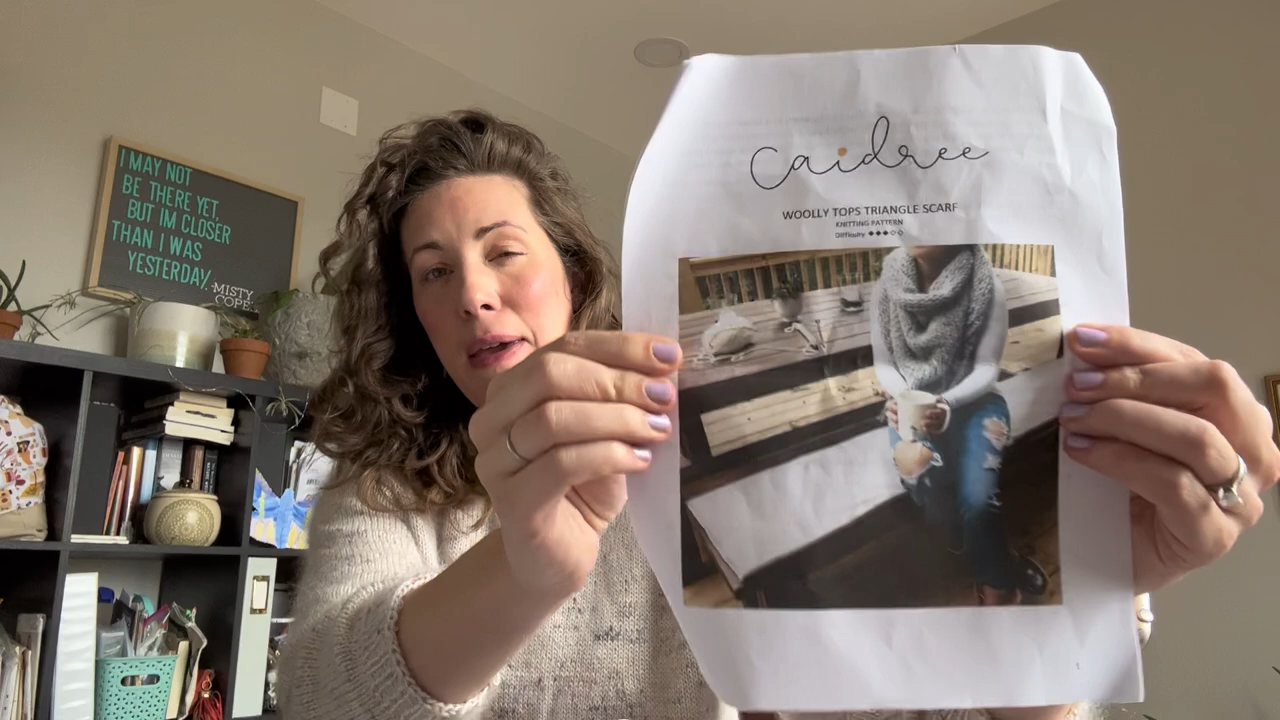 I MAY NOT
BE THERE YET,
BUT IM CLOSER
THAN I WAS
YESTERDAY.
-MISTY
COPE
caidree
WOOLLY TOPS TRIANGLE SCARF
KNITTING PATTERN
Difficulty ◆◆◆◇◇